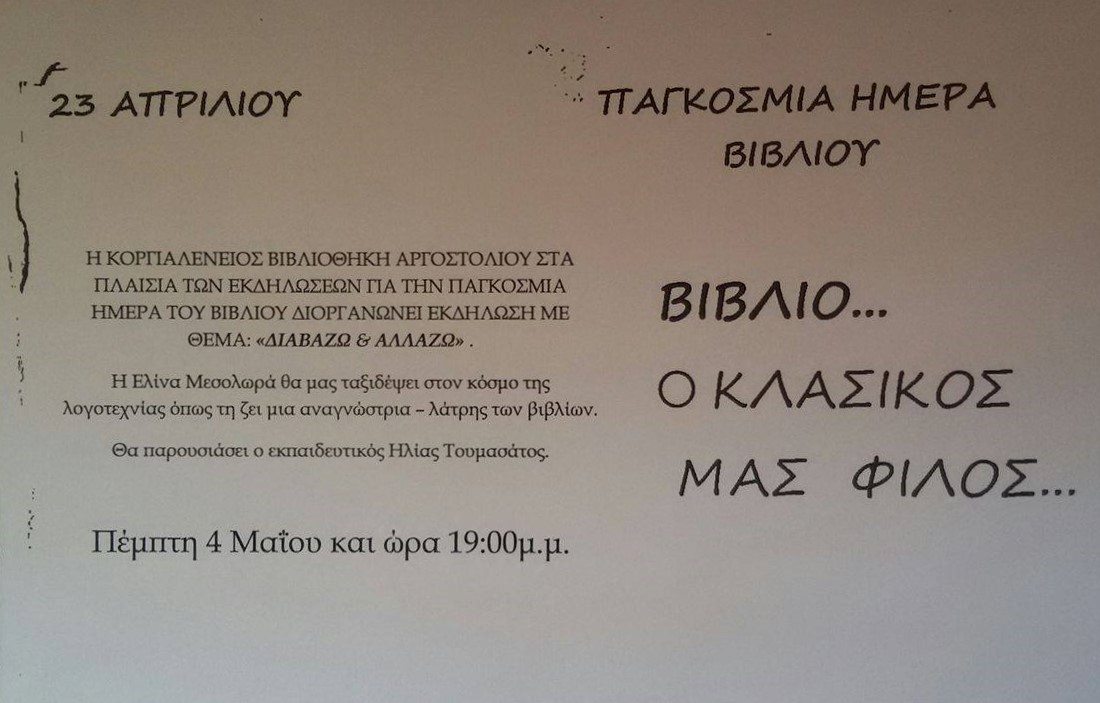 23 ΑΠΡΙΛΙΟΥ
ΠΑΓΚΟΣΜΙΑ ΗΜΕΡΑ
ΒΙΒΛΙΟΥ
Η ΚΟΡΓΙΑΛΕΝΕΙΟΣ ΒΙΒΛΙΟΘΗΚΗ ΑΡΓΟΣΤΟΛΙΟΥ ΣΤΑ
ΠΛΑΙΣΙΑ ΤΩΝ ΕΚΔΗΛΩΣΕΩΝ ΓΙΑ ΤΗΝ ΠΑΓΚΟΣΜΙΑ
ΗΜΕΡΑ ΤΟΥ ΒΙΒΛΙΟΥ ΔΙΟΡΓΑΝΩΝΕΙ ΕΚΔΗΛΩΣΗ ΜΕ
ΘΕΜΑ: «ΔΙΑΒΑΖΩ & ΑΛΛΑΖΩ» .
Η Ελίνα Μεσολωρά θα μας ταξιδέψει στον κόσμο της
λογοτεχνίας όπως τη ζει μια αναγνώστρια – λάτρης των βιβλίων.
Θα παρουσιάσει ο εκπαιδευτικός Ηλίας Τουμασάτος.
Πέμπτη 4 Μαΐου και ώρα 19:00μ.μ.
ΒΙΒΛΙΟ...
Ο ΚΛΑΣΙΚΟΣ
ΜΑΣ ΦΙΛΟΣ...